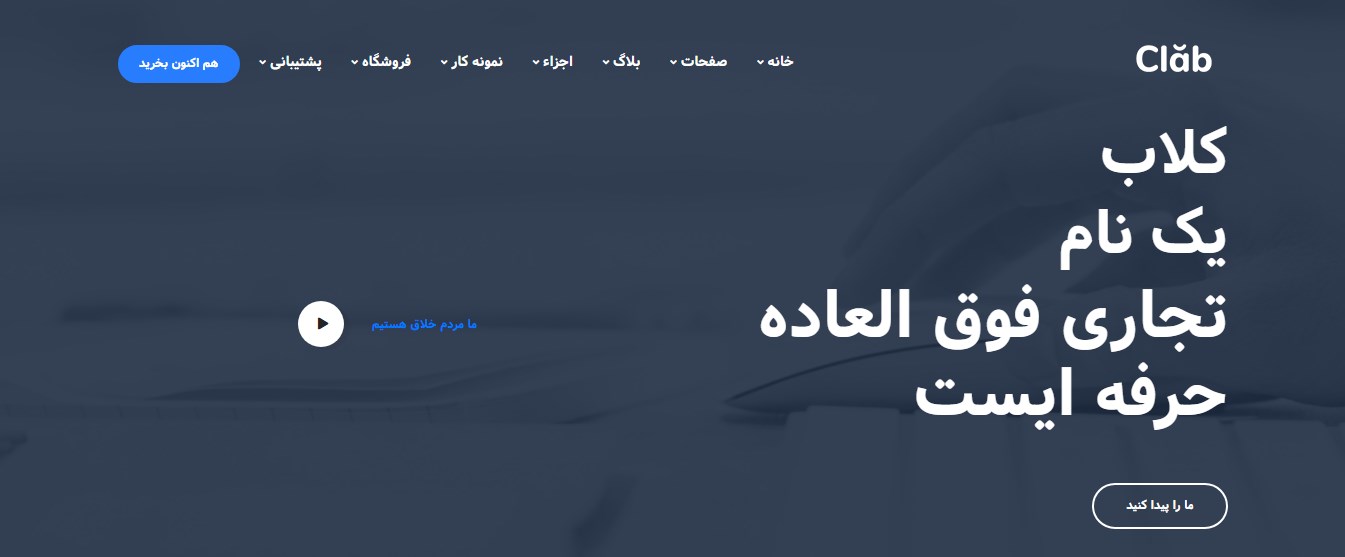 Clăb
خانه
صفحات
بلاگ
اجزاء
نمونه کار
فروشگاه
پشتیبانی
هم اکنون بخرید
کلاب
یک نام
تجاری فوق العاده
حرفه ایست
ما مردم خلاق هستیم
ما را پیدا کنید